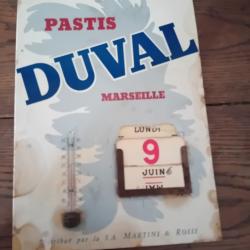 PASTIS
DUVAL
MARSEILLE
LUNDI
9
JUIN
par la S.A. MARTINI & ROSSI